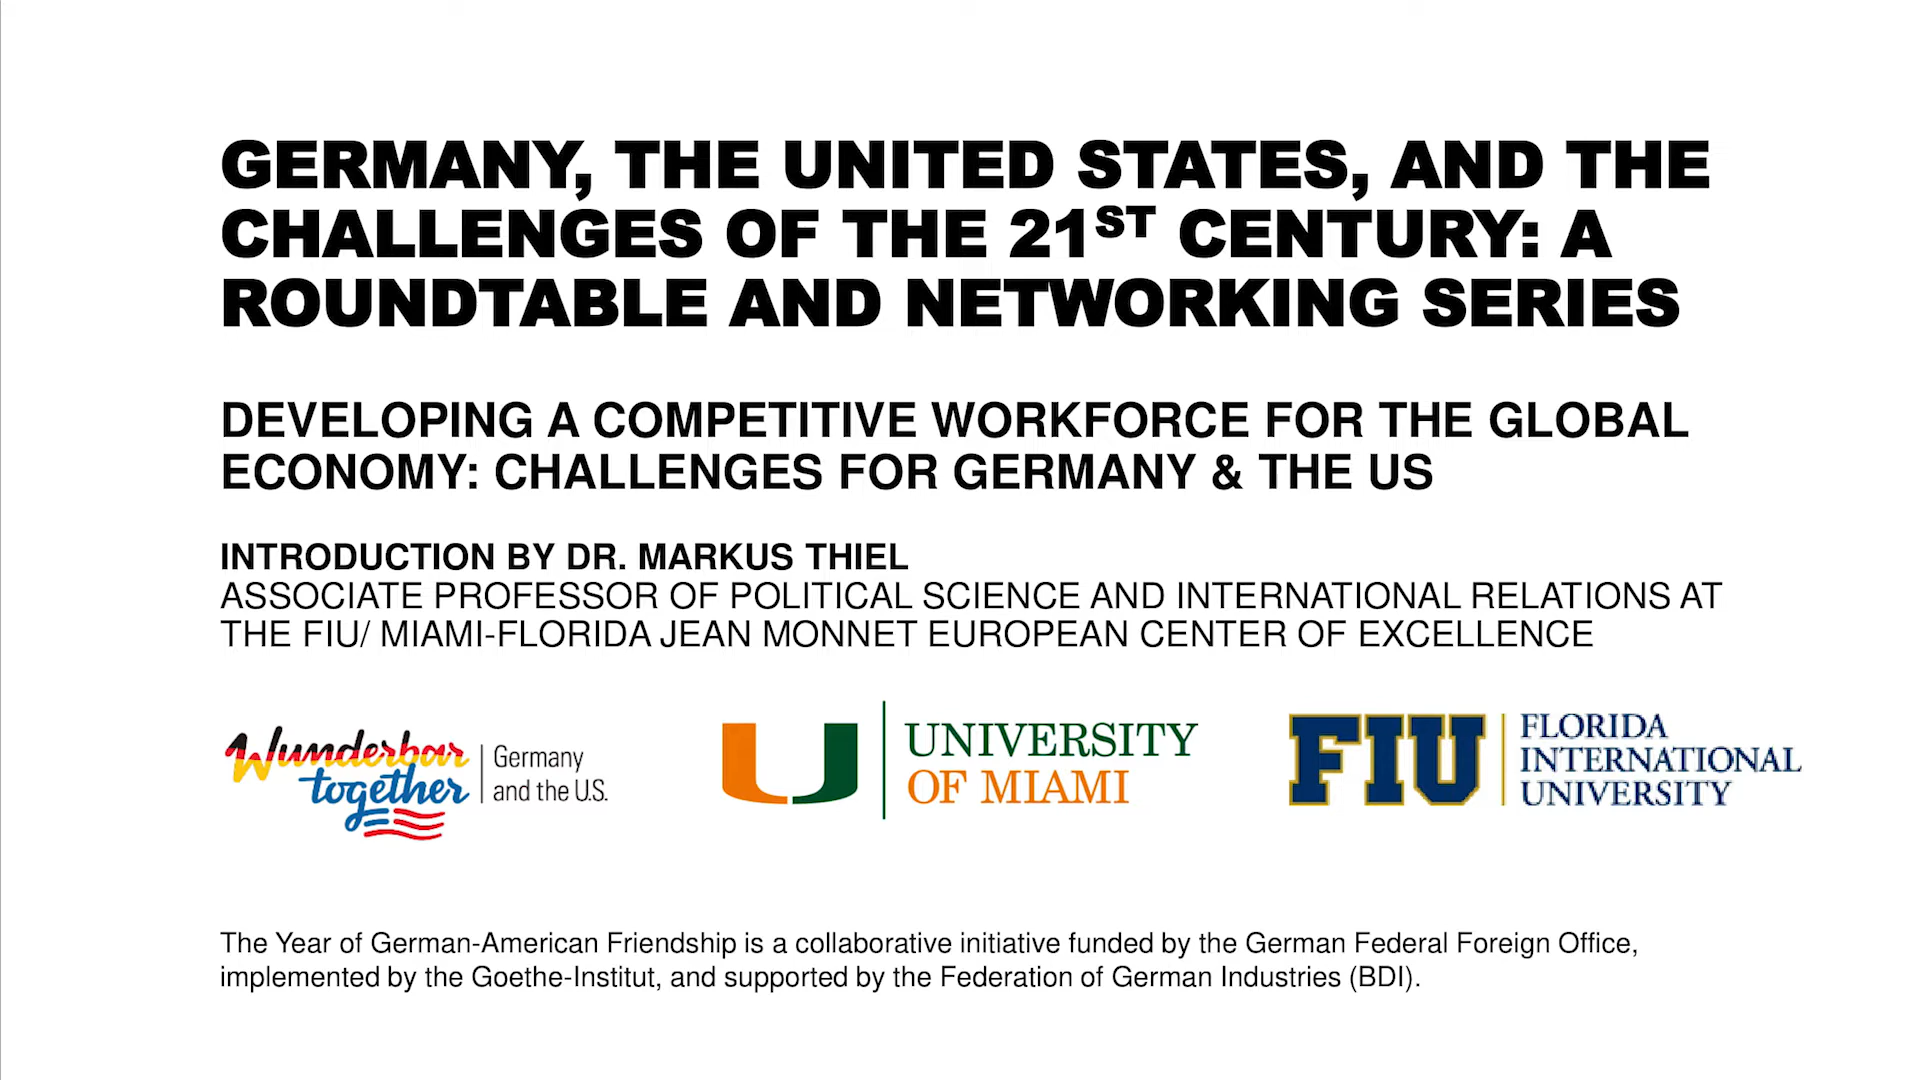 GERMANY, THE UNITED STATES, AND THE
CHALLENGES OF THE 21ST CENTURY: A
ROUNDTABLE AND NETWORKING SERIES
DEVELOPING A COMPETITIVE WORKFORCE FOR THE GLOBAL
ECONOMY: CHALLENGES FOR GERMANY & THE US
INTRODUCTION BY DR. MARKUS THIEL
ASSOCIATE PROFESSOR OF POLITICAL SCIENCE AND INTERNATIONAL RELATIONS AT
THE FIU/ MIAMI-FLORIDA JEAN MONNET EUROPEAN CENTER OF EXCELLENCE
Wunderbar
together
Germany
and the U.S.
U
UNIVERSITY
OF MIAMI
FIU
FLORIDA
INTERNATIONAL
UNIVERSITY
The Year of German-American Friendship is a collaborative initiative funded by the German Federal Foreign Office,
implemented by the Goethe-Institut, and supported by the Federation of German Industries (BDI).